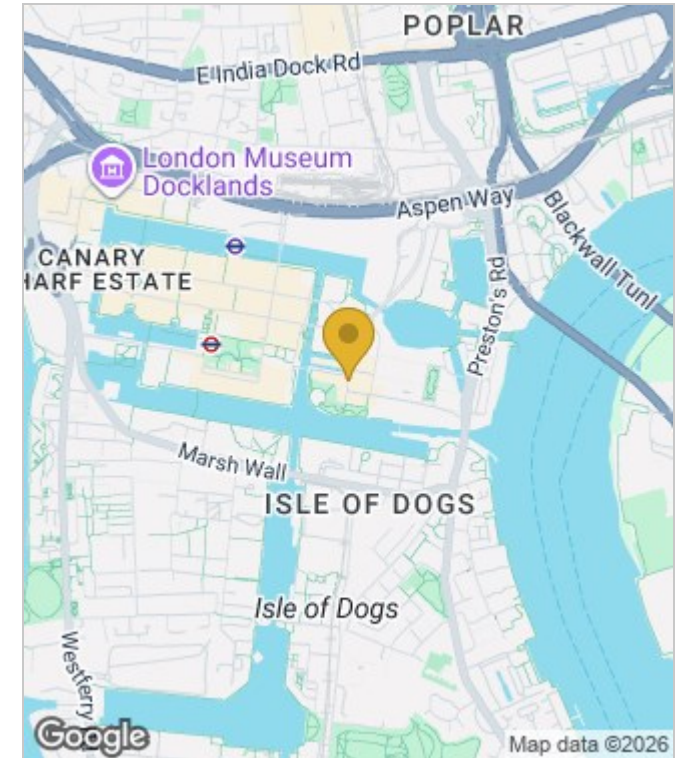 POPLAR
E India Dock Rd
London Museum
Docklands
Aspen Way
Blackwall Tunl
CANARY
HARF ESTATE
Preston's Rd
Marsh Wall
ISLE OF DOGS
Isle of Dogs
Westferry
Google
Map data ©2026